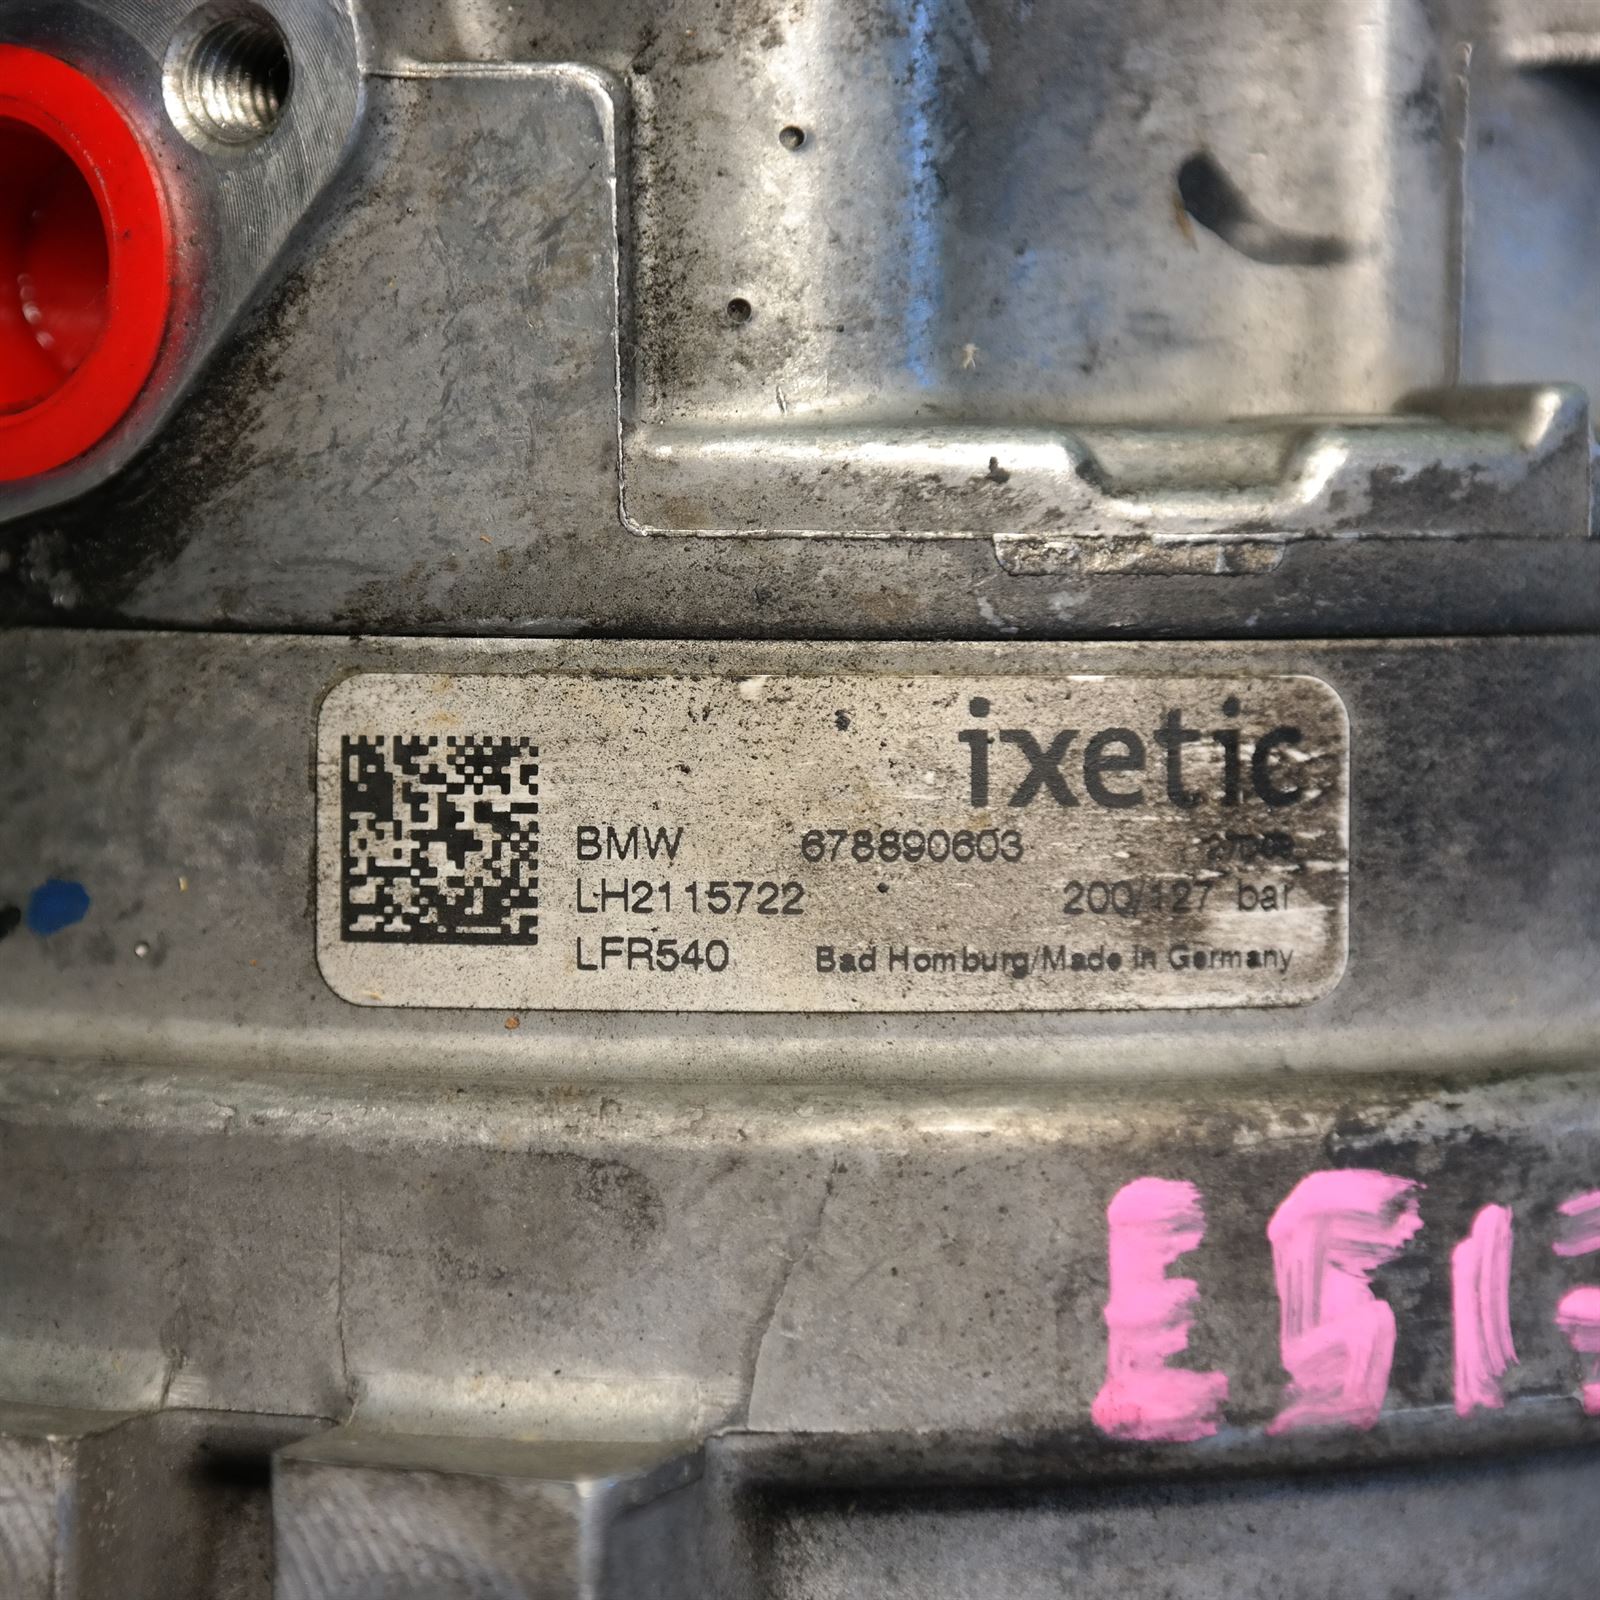 ixetic
BMW 678890603
LH2115722 200/127 bar
LFR540 Bad Homburg/Made in Germany